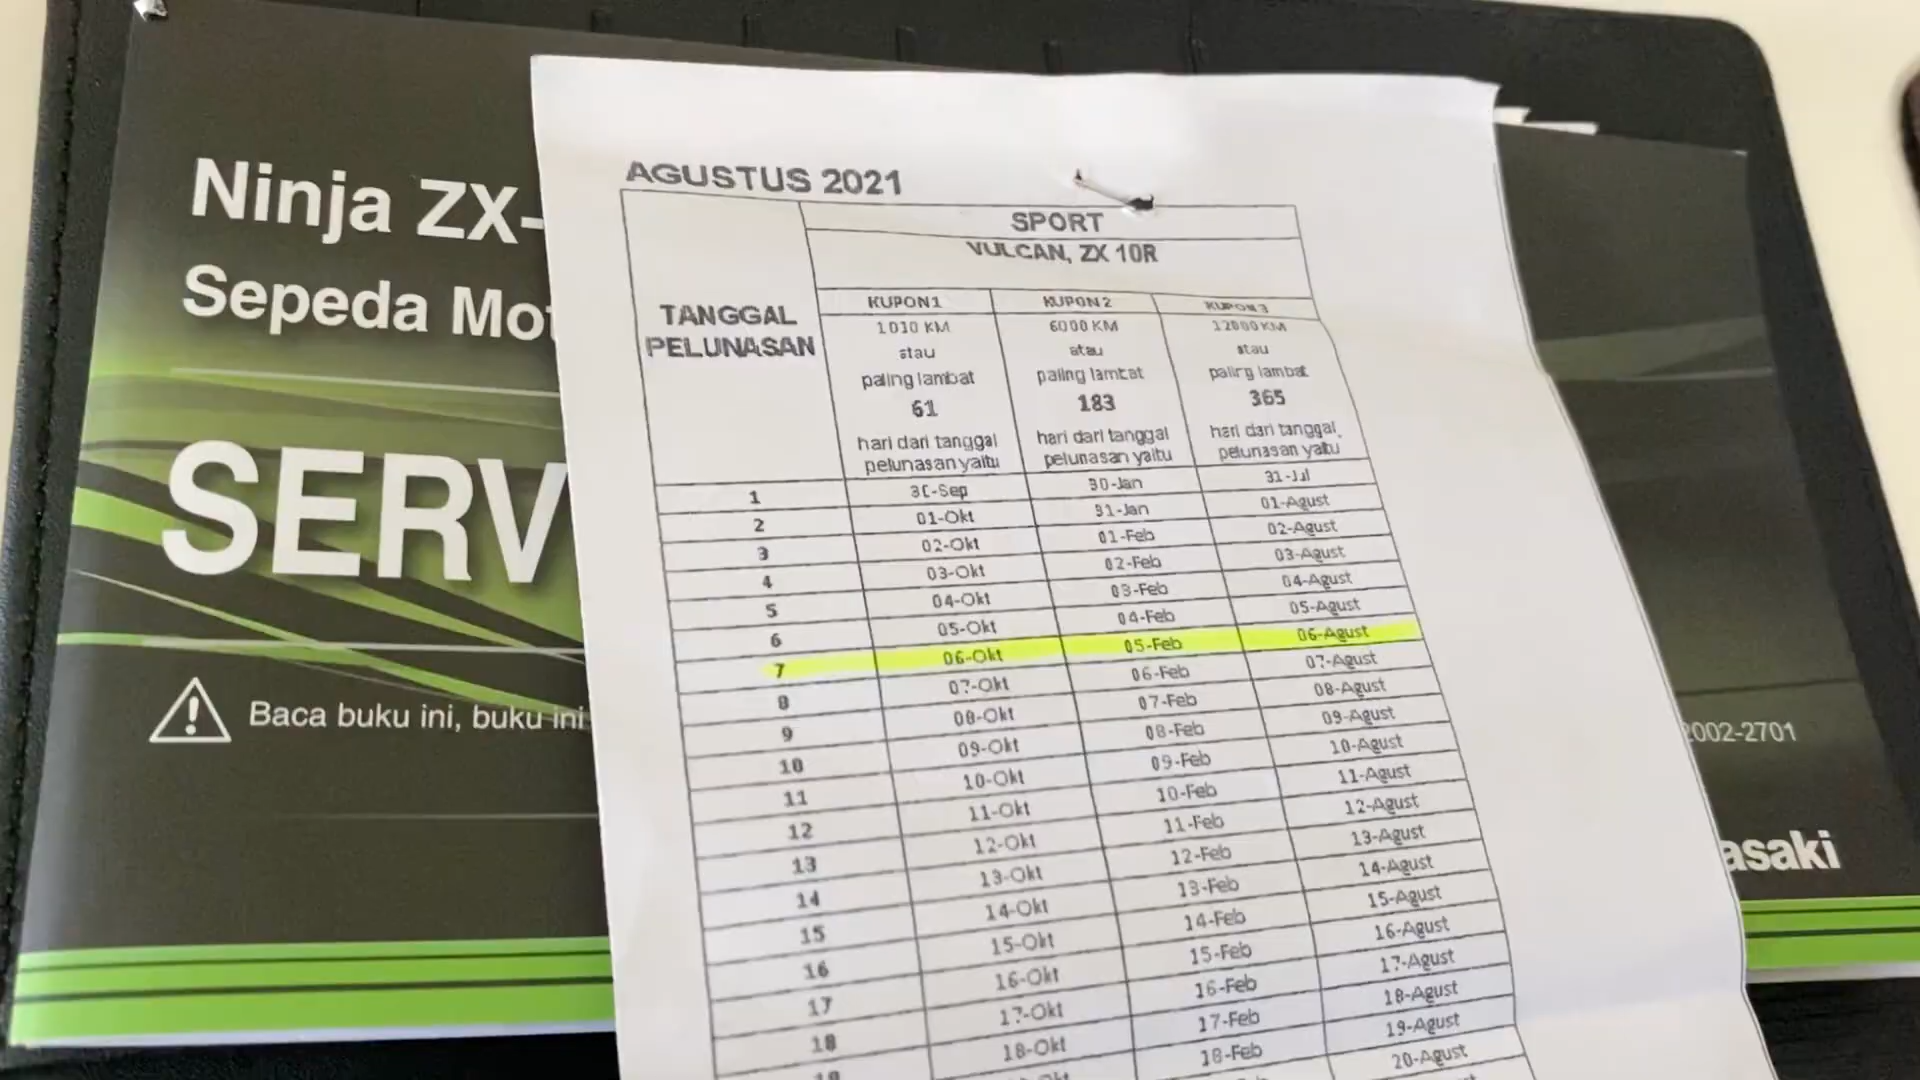 Ninja ZX-
Sepeda Mot
SERV
Baca buku ini, buku ini
2002-2701
asaki
AGUSTUS 2021
SPORT
VULCAN, ZX 10R
TANGGAL PELUNASAN
KUPON1 KUPON2 KUPON3
1010 KM 6000 KM 12000 KM
atau atau atau
paling lambat paling lambat paling lambat
61 183 365
hari dari tanggal hari dari tanggal hari dari tanggal
pelunasan yaitu pelunasan yaitu pelunasan yaitu
1 30-Sep 30-Jan 31-Jul
2 01-Okt 31-Jan 01-Agust
3 02-Okt 01-Feb 02-Agust
4 03-Okt 02-Feb 03-Agust
5 04-Okt 03-Feb 04-Agust
6 05-Okt 04-Feb 05-Agust
7 06-Okt 05-Feb 06-Agust
8 07-Okt 06-Feb 07-Agust
9 08-Okt 07-Feb 08-Agust
10 09-Okt 08-Feb 09-Agust
11 10-Okt 09-Feb 10-Agust
12 11-Okt 10-Feb 11-Agust
13 12-Okt 11-Feb 12-Agust
14 13-Okt 12-Feb 13-Agust
15 14-Okt 13-Feb 14-Agust
16 15-Okt 14-Feb 15-Agust
17 16-Okt 15-Feb 16-Agust
18 17-Okt 16-Feb 17-Agust
18-Okt 17-Feb 18-Agust
18-Feb 19-Agust
20-Agust